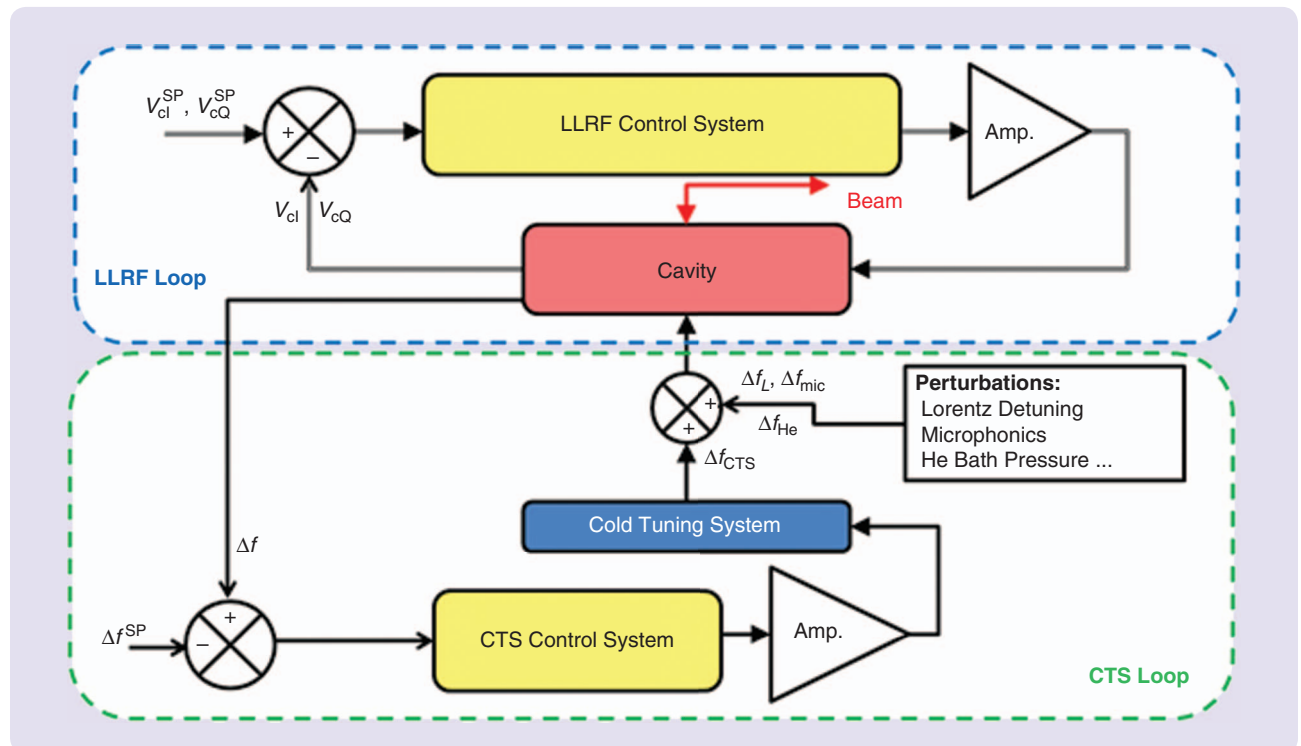 V_cI^SP, V_cQ^SP
+
−
LLRF Control System
Amp.
Beam
V_cI V_cQ
Cavity
LLRF Loop
Δf_L, Δf_mic
+
Δf_He
+
Δf_CTS
Perturbations:
Lorentz Detuning
Microphonics
He Bath Pressure ...
Cold Tuning System
Δf
+
Δf^SP
−
CTS Control System
Amp.
CTS Loop